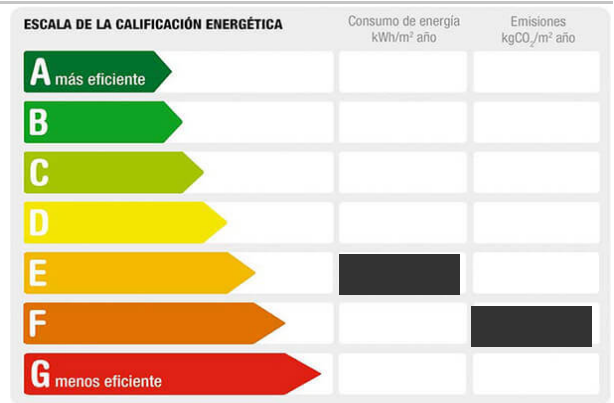 ESCALA DE LA CALIFICACIÓN ENERGÉTICA
Consumo de energía
kWh/m² año
Emisiones
kgCO₂/m² año
A más eficiente
B
C
D
E
F
G menos eficiente